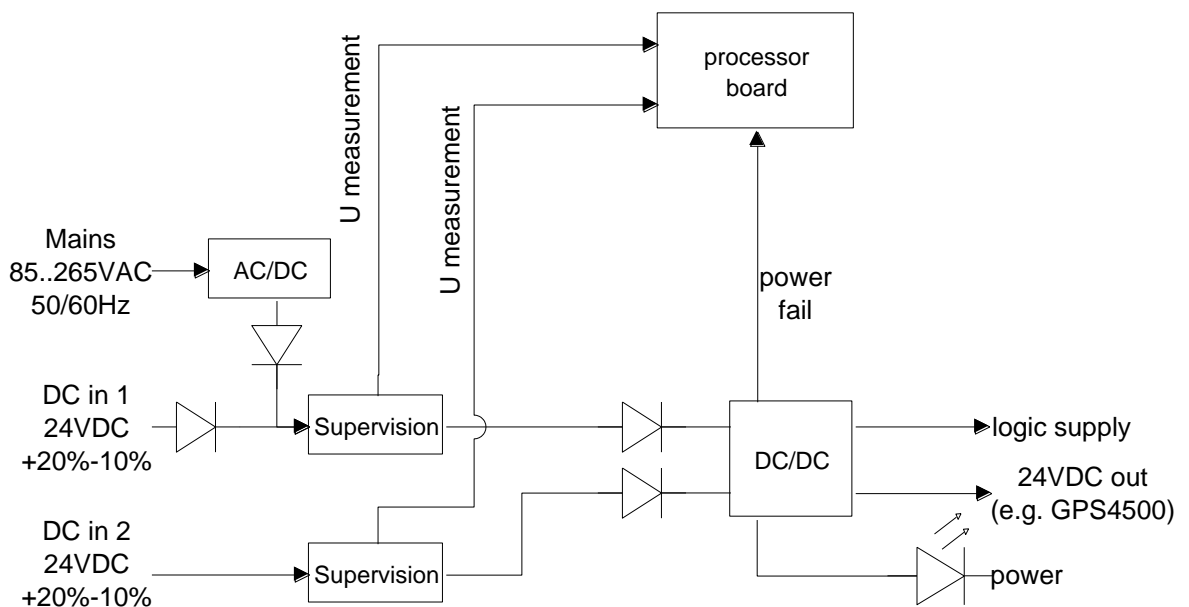 processor
board
U measurement
U measurement
Mains
85..265VAC
50/60Hz
AC/DC
power
fail
DC in 1
24VDC
+20%-10%
Supervision
DC/DC
logic supply
24VDC out
(e.g. GPS4500)
DC in 2
24VDC
+20%-10%
Supervision
power